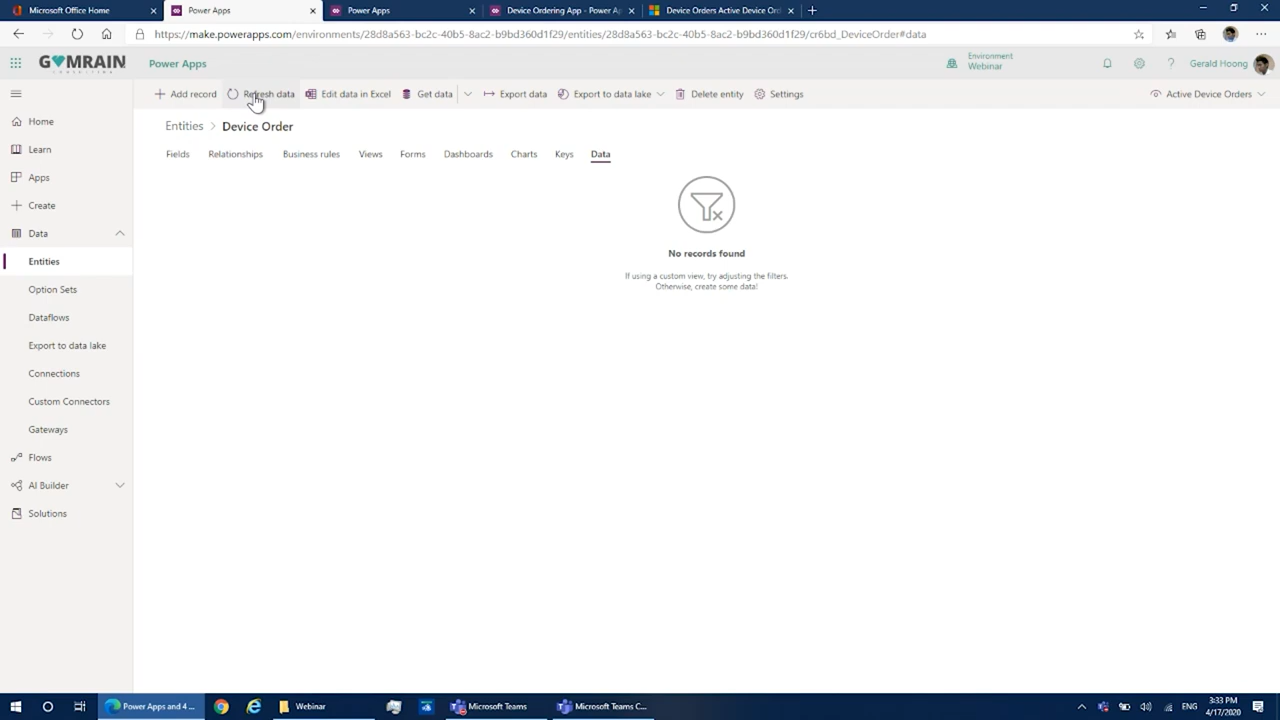 Microsoft Office Home
Power Apps
Power Apps
Device Ordering App - Power Ap
Device Orders Active Device Ord
https://make.powerapps.com/environments/28d8a563-bc2c-40b5-8ac2-b9bd360d1f29/entities/28d8a563-bc2c-40b5-8ac2-b9bd360d1f29/cr6bd_DeviceOrder#data
Power Apps
Environment
Webinar
Gerald Hoong
Add record
Refresh data
Edit data in Excel
Get data
Export data
Export to data lake
Delete entity
Settings
Active Device Orders
Entities > Device Order
Fields
Relationships
Business rules
Views
Forms
Dashboards
Charts
Keys
Data
No records found
If using a custom view, try adjusting the filters.
Otherwise, create some data!
Home
Learn
Apps
Create
Data
Entities
Option Sets
Dataflows
Export to data lake
Connections
Custom Connectors
Gateways
Flows
AI Builder
Solutions
Power Apps and 4 ...
Webinar
Microsoft Teams
Microsoft Teams C...
ENG
3:33 PM
4/17/2020